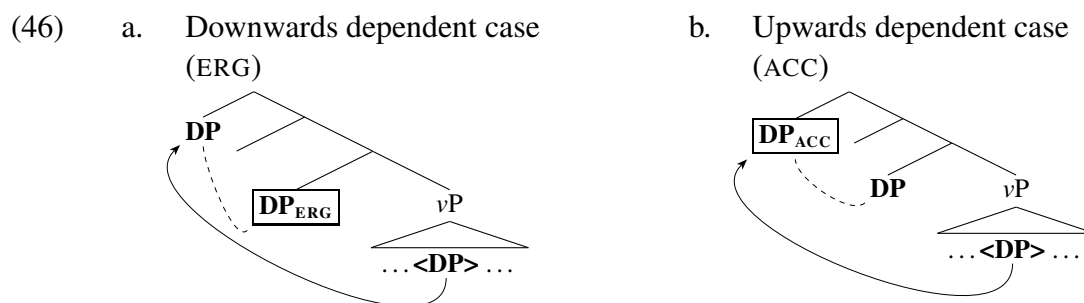 (46) a. Downwards dependent case b. Upwards dependent case
(ERG) (ACC)
DP DP_ACC
DP_ERG vP DP vP
…<DP>… …<DP>…